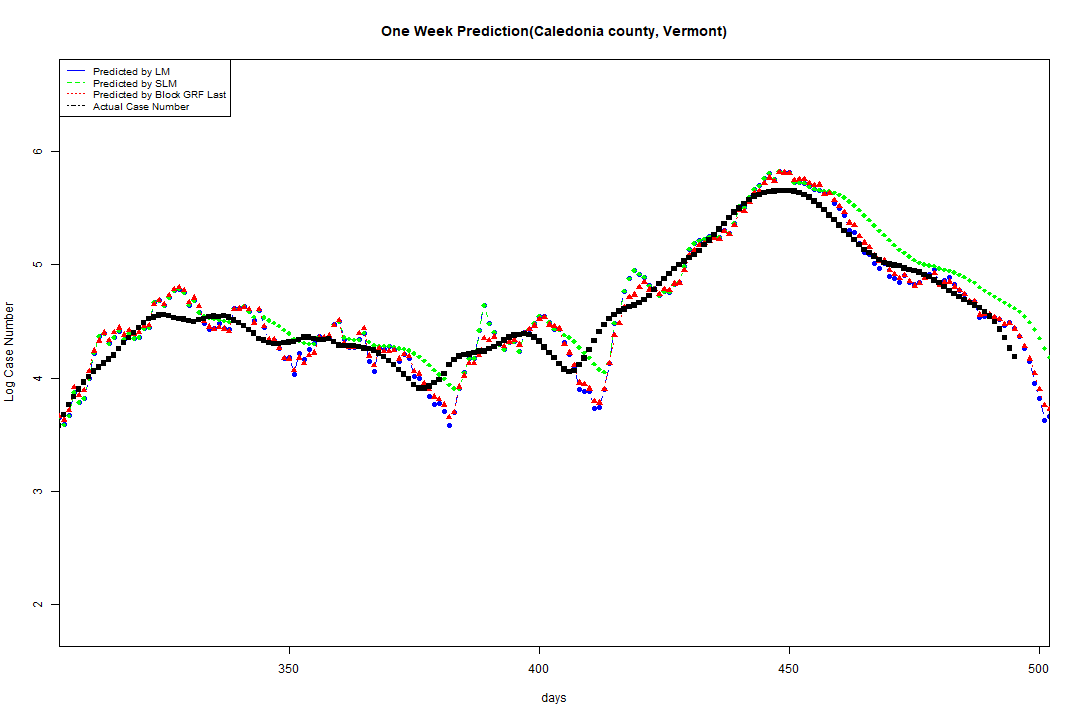 One Week Prediction(Caledonia county, Vermont)
Predicted by LM
Predicted by SLM
Predicted by Block GRF Last
Actual Case Number
6
5
4
3
2
Log Case Number
350 400 450 500
days